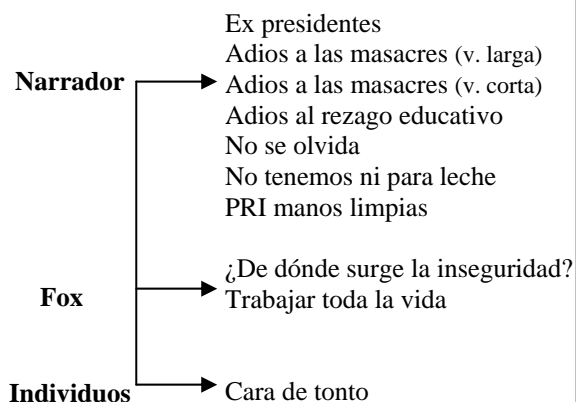 Ex presidentes
Adios a las masacres (v. larga)
Narrador
Adios a las masacres (v. corta)
Adios al rezago educativo
No se olvida
No tenemos ni para leche
PRI manos limpias
¿De dónde surge la inseguridad?
Fox
Trabajar toda la vida
Individuos
Cara de tonto